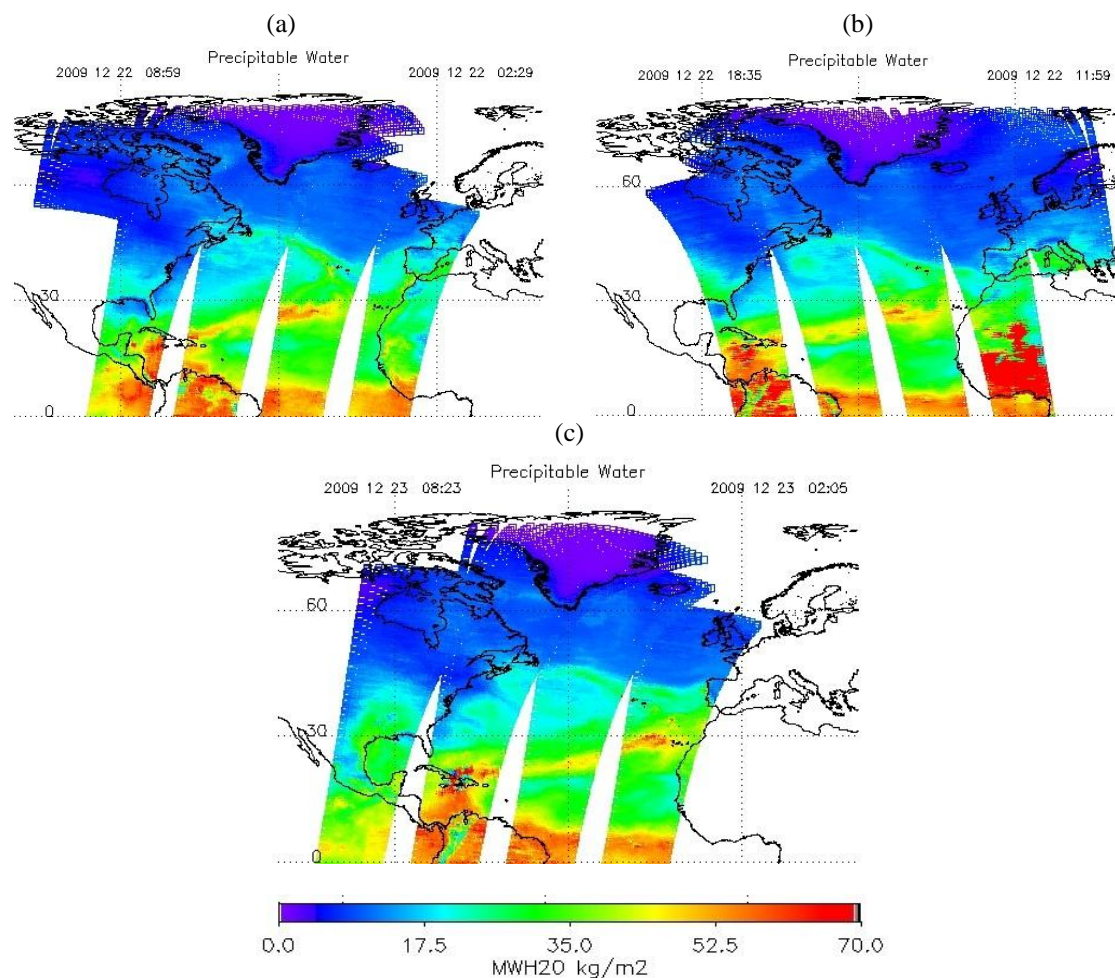 (a)
Precipitable Water
2009 12 22 08:59 2009 12 22 02:29
60
30
0
(b)
Precipitable Water
2009 12 22 18:35 2009 12 22 11:59
60
30
0
(c)
Precipitable Water
2009 12 23 08:23 2009 12 23 02:05
60
30
0
0.0 17.5 35.0 52.5 70.0
MWH2O kg/m2